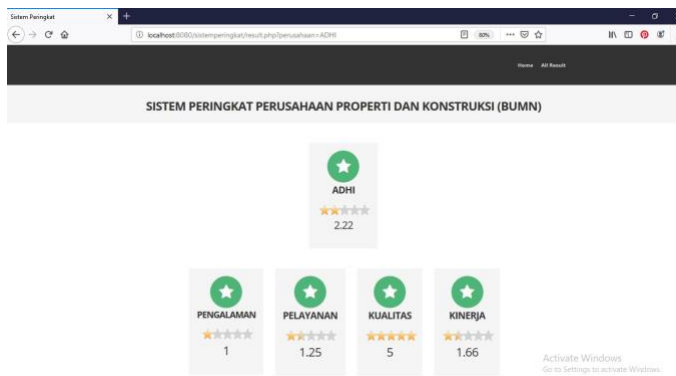 Sistem Peringkat
localhost:8080/sistemperingkat/result.php?perusahaan=ADHI
80%
Home All Result
SISTEM PERINGKAT PERUSAHAAN PROPERTI DAN KONSTRUKSI (BUMN)
ADHI
2.22
PENGALAMAN PELAYANAN KUALITAS KINERJA
1 1.25 5 1.66
Activate Windows
Go to Settings to activate Windows.